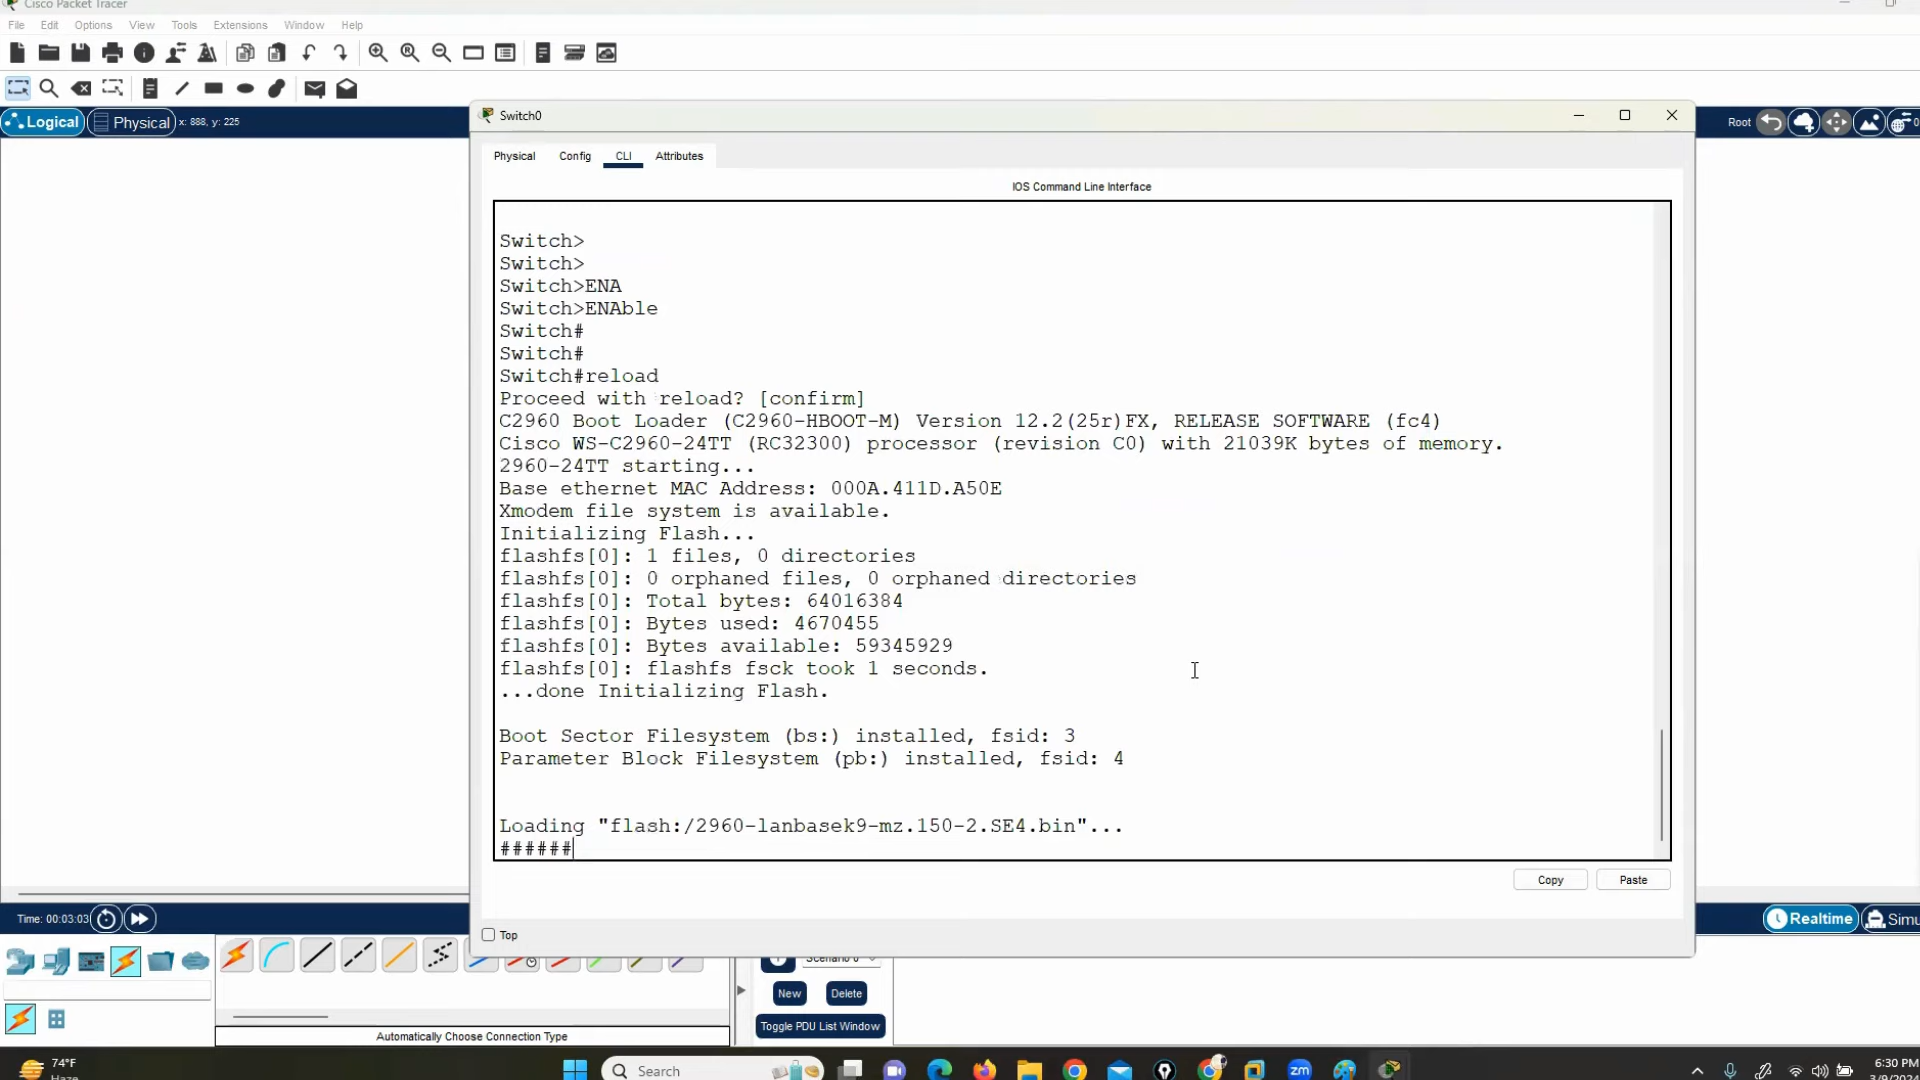 Cisco Packet Tracer
File Edit Options View Tools Extensions Window Help
Logical Physical x: 888, y: 225
Root
Switch0
Physical Config CLI Attributes
IOS Command Line Interface
Switch>
Switch>
Switch>ENA
Switch>ENAble
Switch#
Switch#
Switch#reload
Proceed with reload? [confirm]
C2960 Boot Loader (C2960-HBOOT-M) Version 12.2(25r)FX, RELEASE SOFTWARE (fc4)
Cisco WS-C2960-24TT (RC32300) processor (revision C0) with 21039K bytes of memory.
2960-24TT starting...
Base ethernet MAC Address: 000A.411D.A50E
Xmodem file system is available.
Initializing Flash...
flashfs[0]: 1 files, 0 directories
flashfs[0]: 0 orphaned files, 0 orphaned directories
flashfs[0]: Total bytes: 64016384
flashfs[0]: Bytes used: 4670455
flashfs[0]: Bytes available: 59345929
flashfs[0]: flashfs fsck took 1 seconds.
...done Initializing Flash.
Boot Sector Filesystem (bs:) installed, fsid: 3
Parameter Block Filesystem (pb:) installed, fsid: 4
Loading "flash:/2960-lanbasek9-mz.150-2.SE4.bin"...
######
Copy Paste
Time: 00:03:03
Realtime Simu
Top
Scenario 0
New Delete
Toggle PDU List Window
Automatically Choose Connection Type
74°F
Haze
Search
6:30 PM